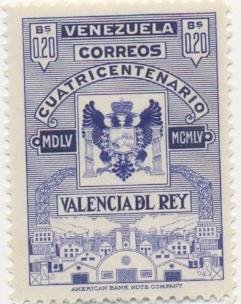 Bs 0.20 VENEZUELA Bs 0.20
CORREOS
CUATRICENTENARIO
MDLV MCMLV
VALENCIA DL REY
AMERICAN BANK NOTE COMPANY.